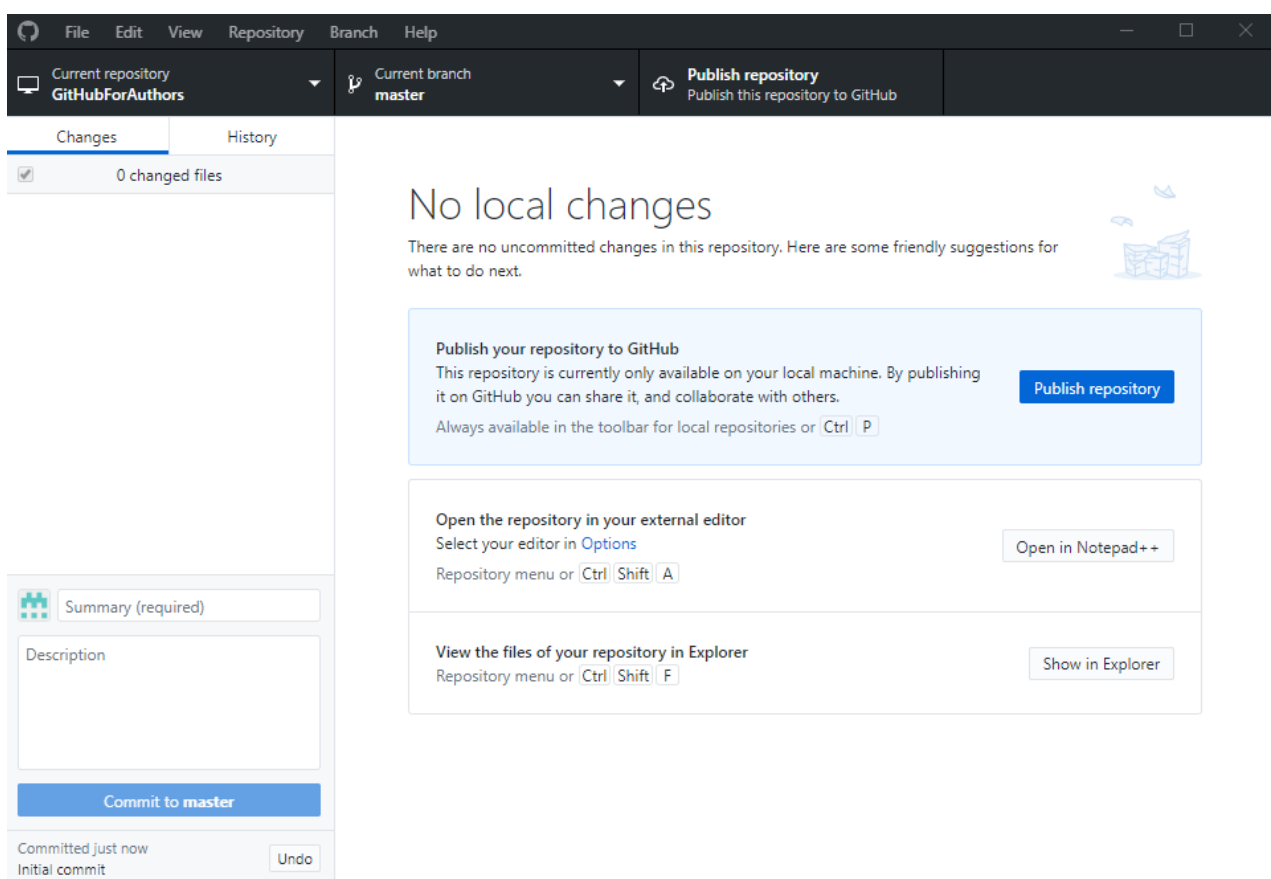 File Edit View Repository Branch Help
Current repository
GitHubForAuthors
Current branch
master
Publish repository
Publish this repository to GitHub
Changes History
0 changed files
No local changes
There are no uncommitted changes in this repository. Here are some friendly suggestions for
what to do next.
Publish your repository to GitHub
This repository is currently only available on your local machine. By publishing
it on GitHub you can share it, and collaborate with others.
Always available in the toolbar for local repositories or Ctrl P
Publish repository
Open the repository in your external editor
Select your editor in Options
Repository menu or Ctrl Shift A
Open in Notepad++
View the files of your repository in Explorer
Repository menu or Ctrl Shift F
Show in Explorer
Summary (required)
Description
Commit to master
Committed just now
Initial commit
Undo